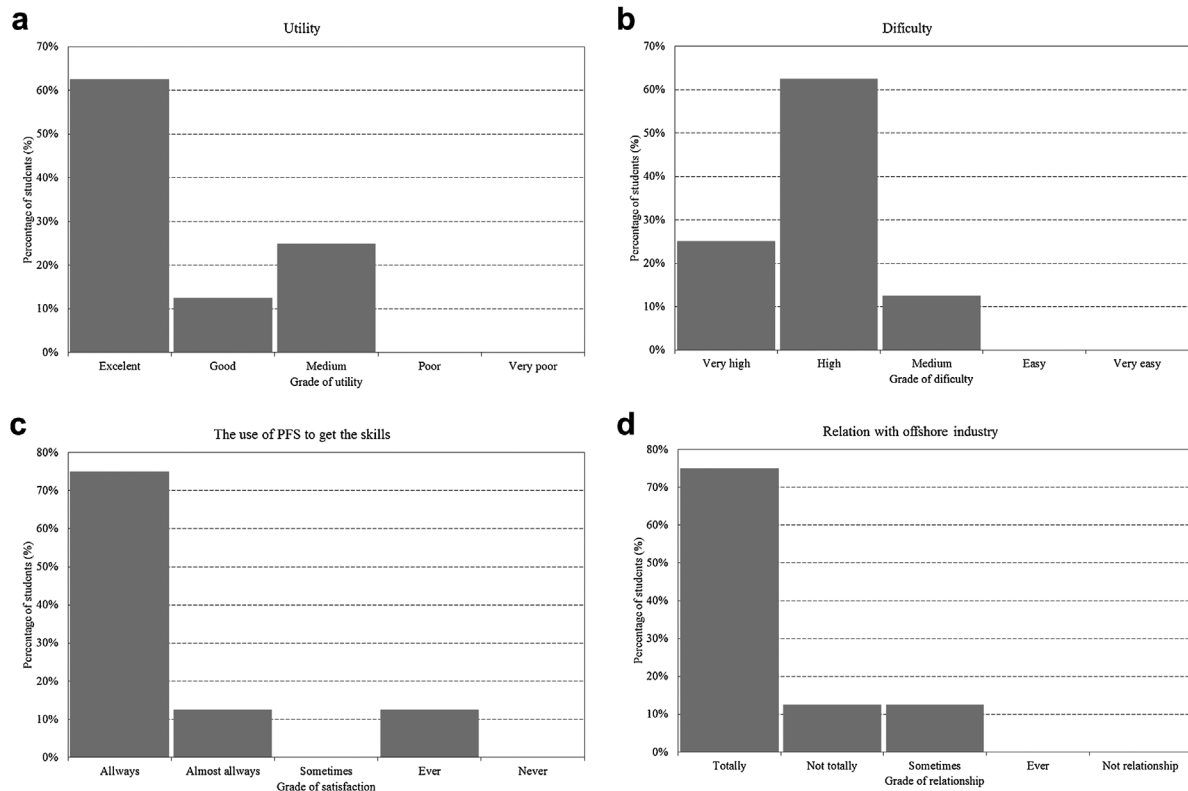 a
Utility
70%
60%
50%
40%
30%
20%
10%
0%
Percentage of students (%)
Excelent Good Medium Poor Very poor
Grade of utility
b
Dificulty
70%
60%
50%
40%
30%
20%
10%
0%
Percentage of students (%)
Very high High Medium Easy Very easy
Grade of dificulty
c
The use of PFS to get the skills
80%
70%
60%
50%
40%
30%
20%
10%
0%
Percentage of students (%)
Allways Almost allways Sometimes Ever Never
Grade of satisfaction
d
Relation with offshore industry
80%
70%
60%
50%
40%
30%
20%
10%
0%
Percentage of students (%)
Totally Not totally Sometimes Ever Not relationship
Grade of relationship